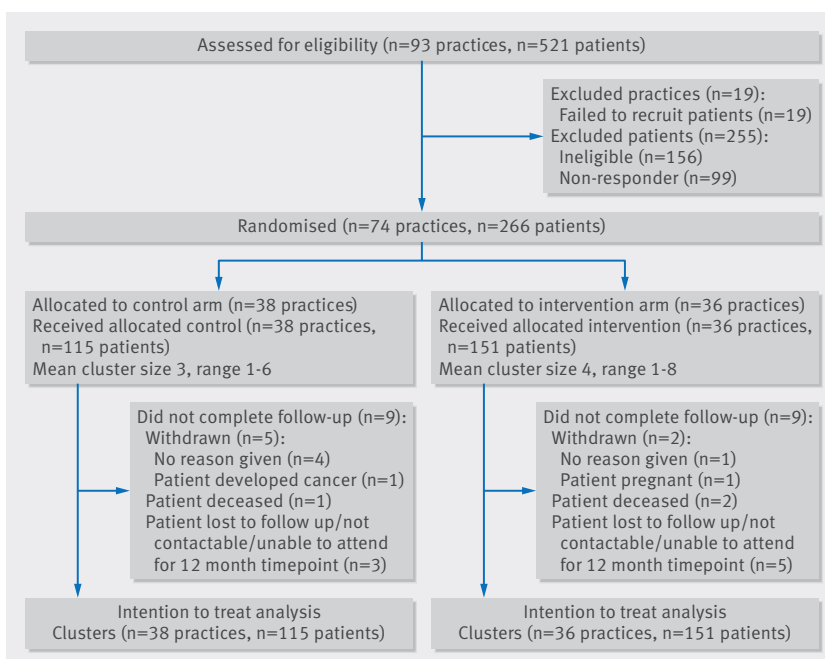 Assessed for eligibility (n=93 practices, n=521 patients)
Excluded practices (n=19):
Failed to recruit patients (n=19)
Excluded patients (n=255):
Ineligible (n=156)
Non-responder (n=99)
Randomised (n=74 practices, n=266 patients)
Allocated to control arm (n=38 practices)
Received allocated control (n=38 practices,
n=115 patients)
Mean cluster size 3, range 1-6
Allocated to intervention arm (n=36 practices)
Received allocated intervention (n=36 practices,
n=151 patients)
Mean cluster size 4, range 1-8
Did not complete follow-up (n=9):
Withdrawn (n=5):
No reason given (n=4)
Patient developed cancer (n=1)
Patient deceased (n=1)
Patient lost to follow up/not
contactable/unable to attend
for 12 month timepoint (n=3)
Did not complete follow-up (n=9):
Withdrawn (n=2):
No reason given (n=1)
Patient pregnant (n=1)
Patient deceased (n=2)
Patient lost to follow up/not
contactable/unable to attend
for 12 month timepoint (n=5)
Intention to treat analysis
Clusters (n=38 practices, n=115 patients)
Intention to treat analysis
Clusters (n=36 practices, n=151 patients)